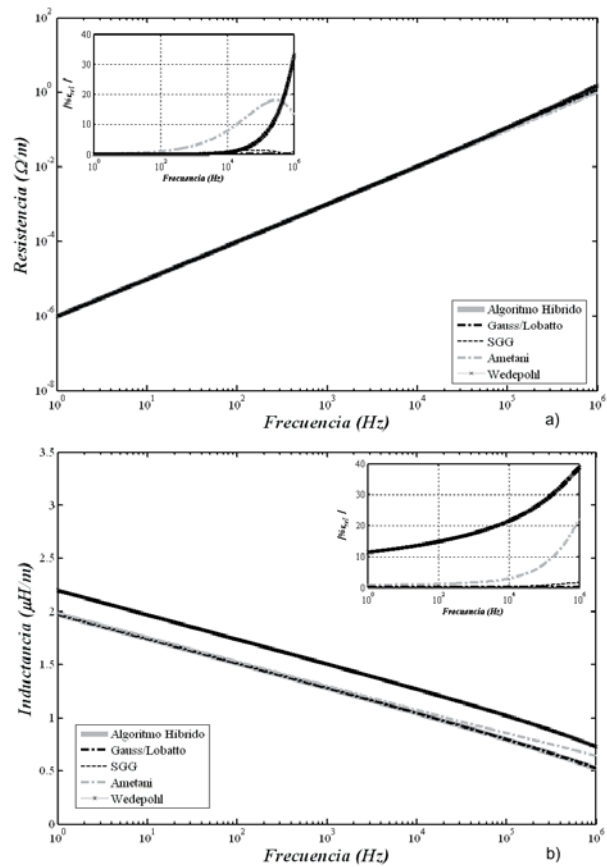 10^2
10^0
10^-2
10^-4
10^-6
10^-8
Resistencia (Ω/m)
40
30
20
10
0
|%ε_rel|
10^0
10^2
10^4
10^6
Frecuencia (Hz)
Algoritmo Híbrido
Gauss/Lobatto
SGG
Ametani
Wedepohl
10^0
10^1
10^2
10^3
10^4
10^5
10^6
Frecuencia (Hz)
a)
3.5
3
2.5
2
1.5
1
0.5
0
Inductancia (μH/m)
40
30
20
10
0
|%ε_rel|
10^0
10^2
10^4
10^6
Frecuencia (Hz)
Algoritmo Híbrido
Gauss/Lobatto
SGG
Ametani
Wedepohl
10^0
10^1
10^2
10^3
10^4
10^5
10^6
Frecuencia (Hz)
b)